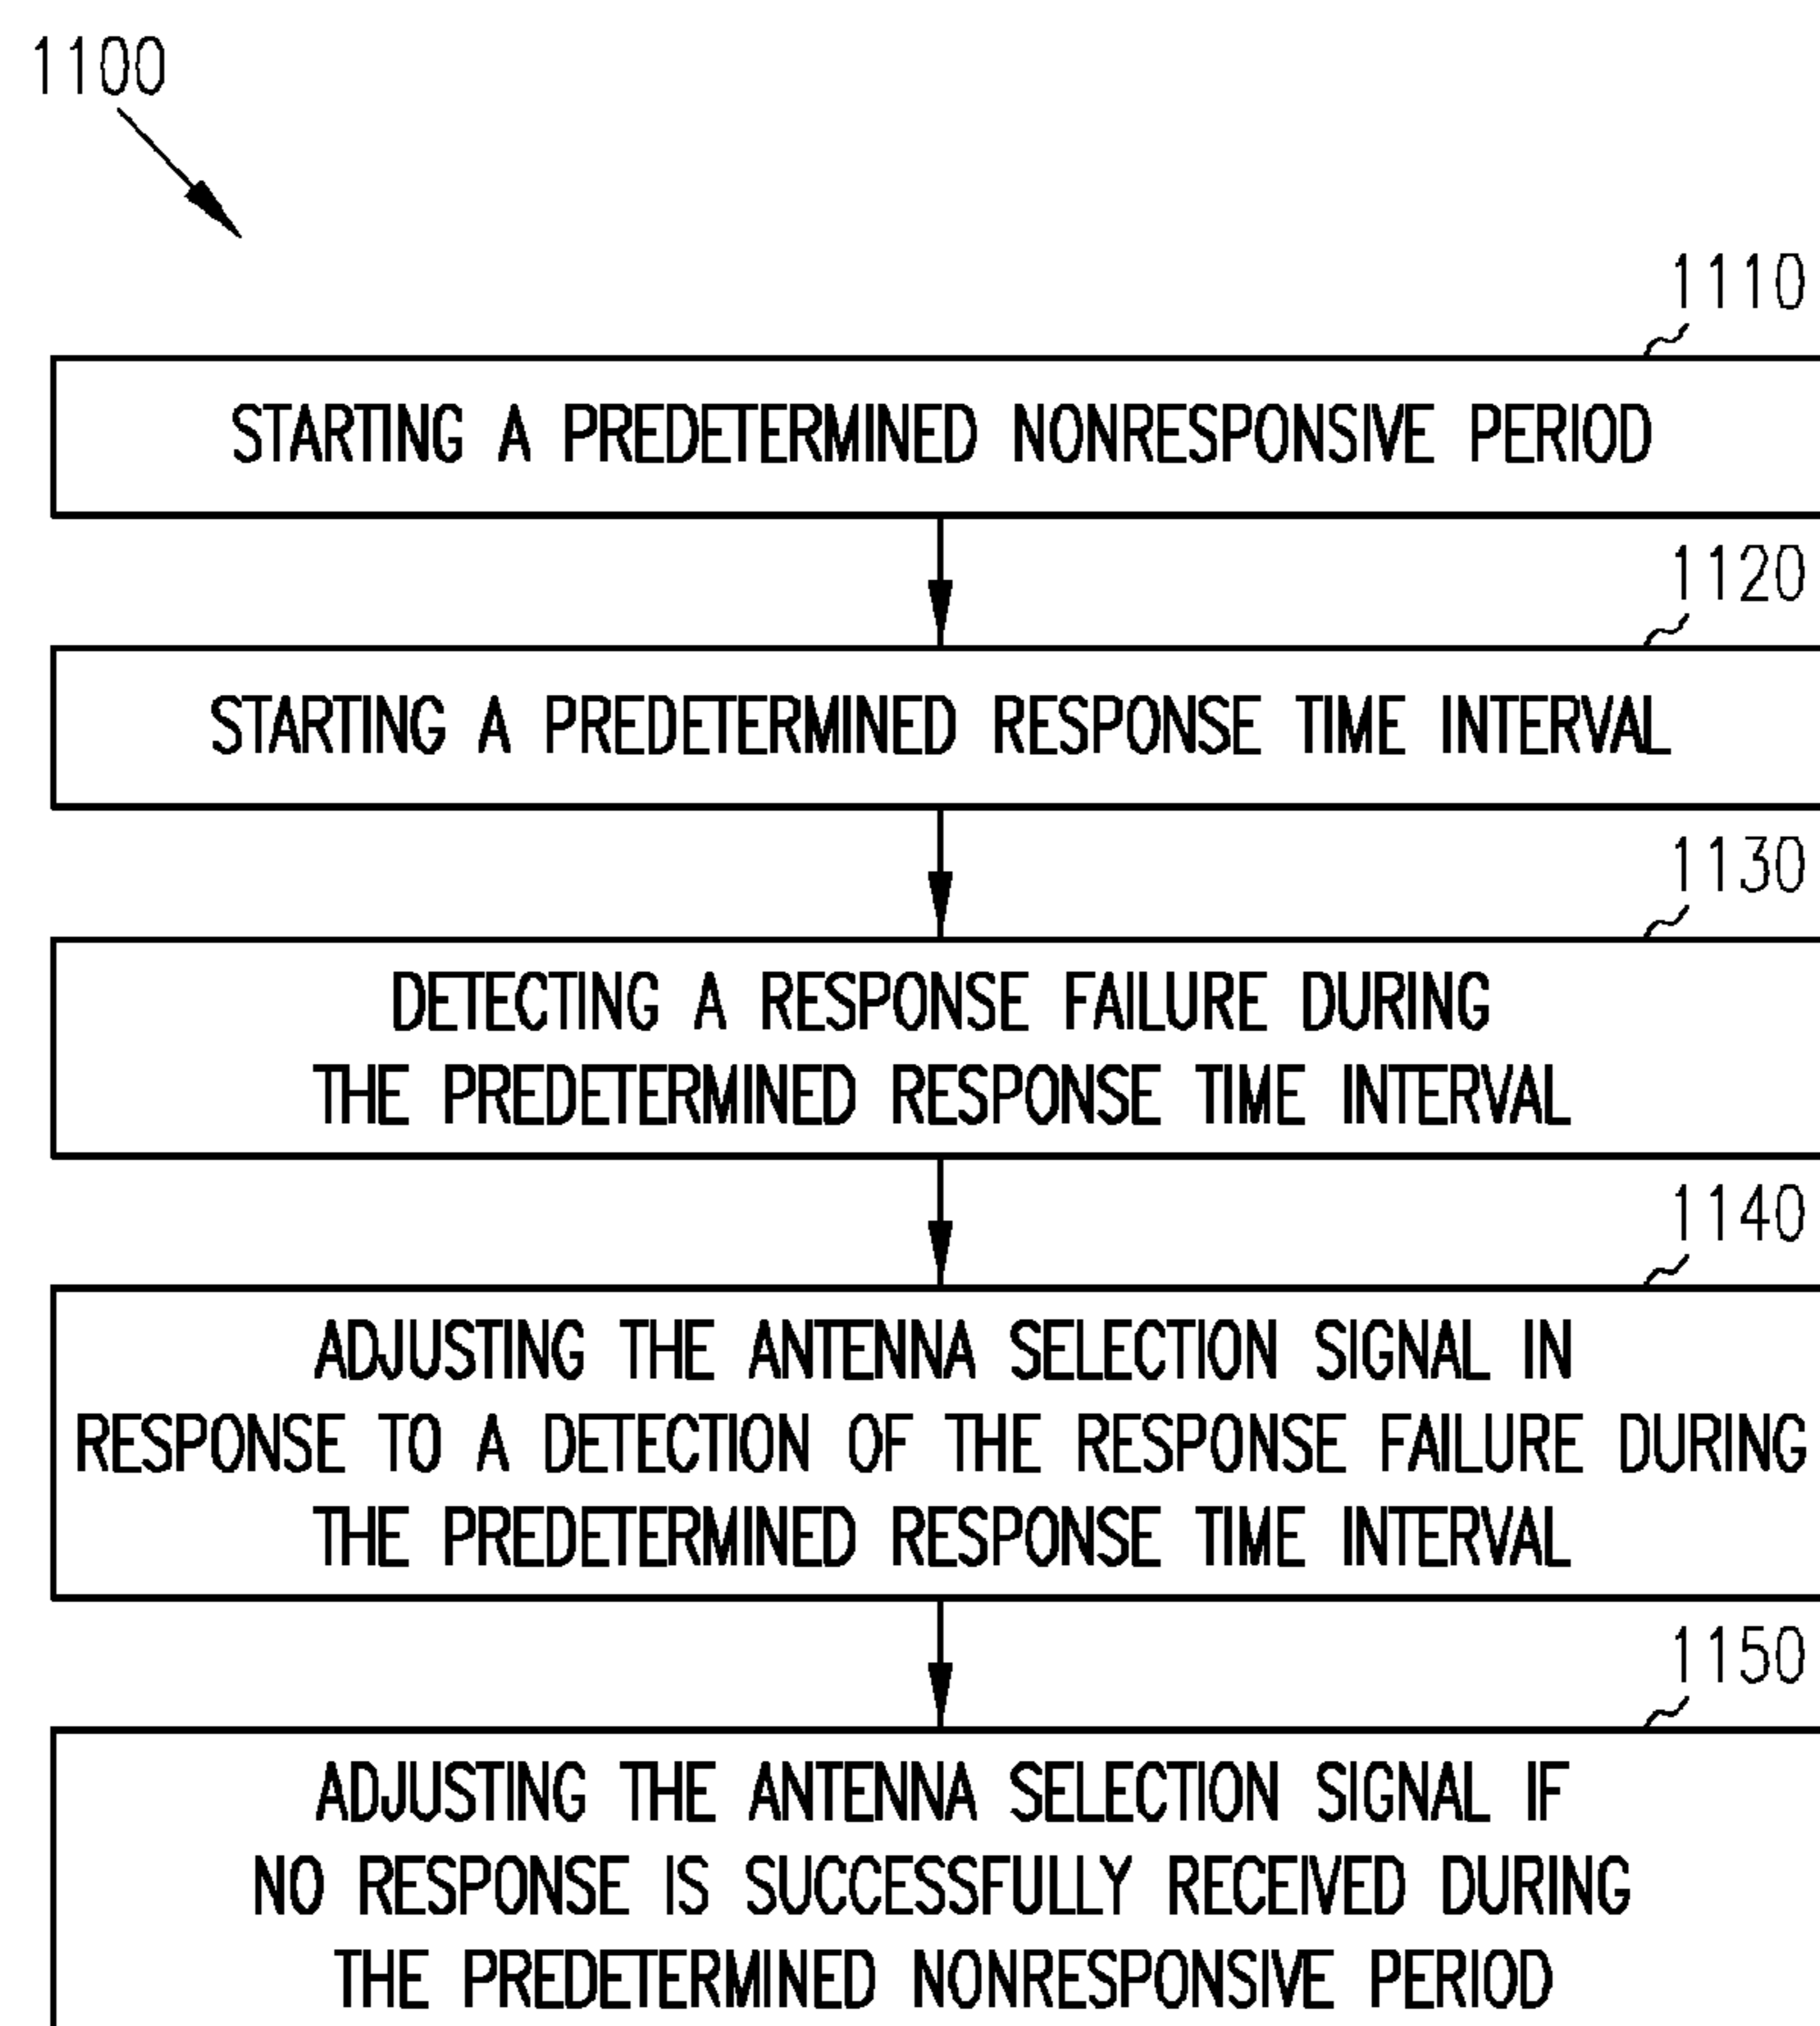 1100
1110
STARTING A PREDETERMINED NONRESPONSIVE PERIOD
1120
STARTING A PREDETERMINED RESPONSE TIME INTERVAL
1130
DETECTING A RESPONSE FAILURE DURING
THE PREDETERMINED RESPONSE TIME INTERVAL
1140
ADJUSTING THE ANTENNA SELECTION SIGNAL IN
RESPONSE TO A DETECTION OF THE RESPONSE FAILURE DURING
THE PREDETERMINED RESPONSE TIME INTERVAL
1150
ADJUSTING THE ANTENNA SELECTION SIGNAL IF
NO RESPONSE IS SUCCESSFULLY RECEIVED DURING
THE PREDETERMINED NONRESPONSIVE PERIOD